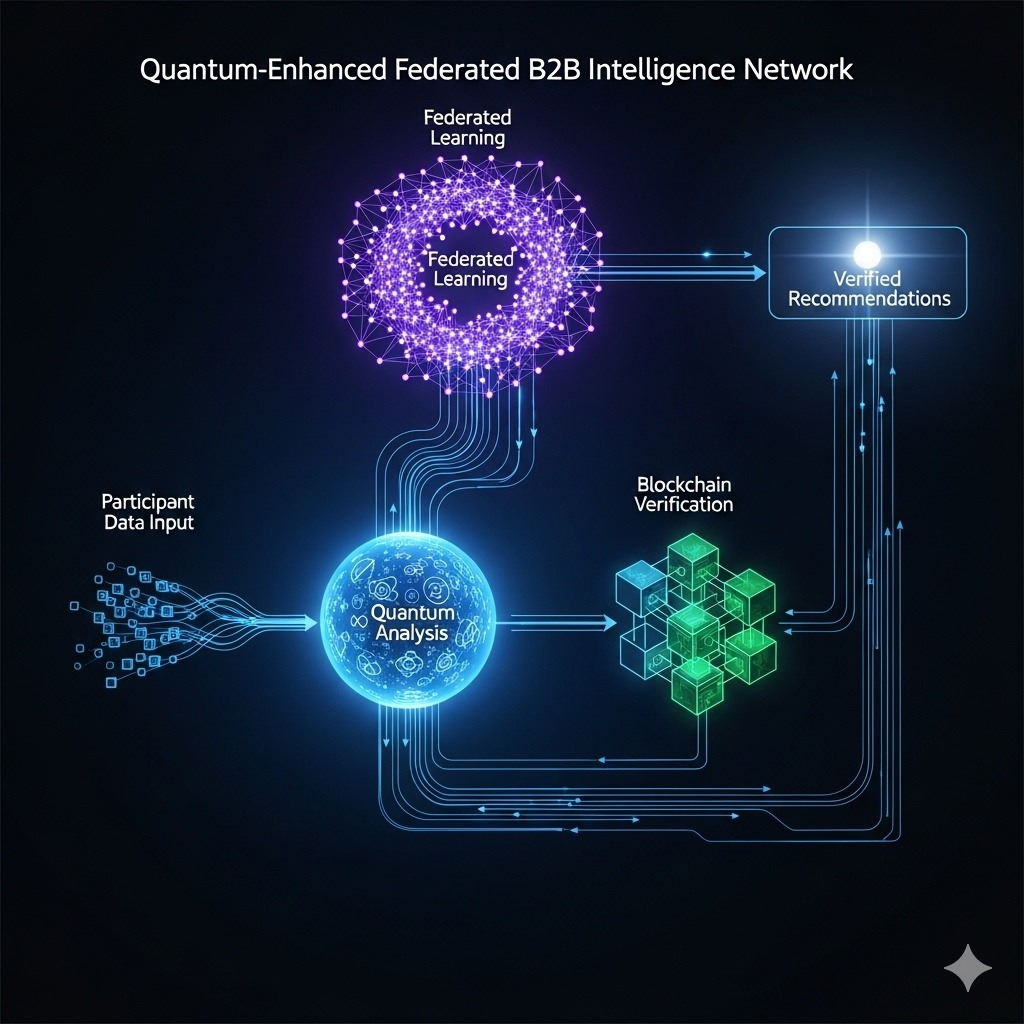 Quantum-Enhanced Federated B2B Intelligence Network
Federated
Learning
Federated
Learning
Verified
Recommendations
Participant
Data Input
Blockchain
Verification
Quantum
Analysis